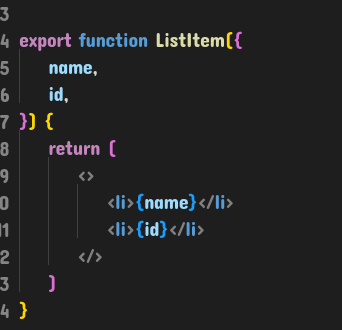 3
4 export function ListItem({
5     name,
6     id,
7 }) {
8     return (
9         <>
0             <li>{name}</li>
11             <li>{id}</li>
2         </>
3     )
4 }